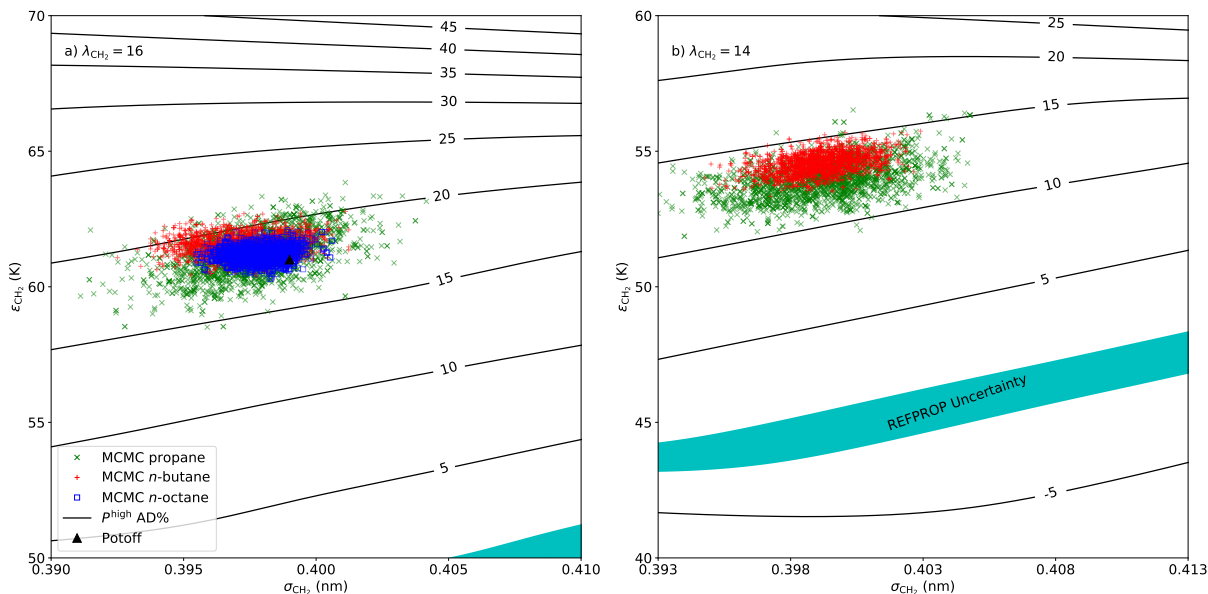 a) λCH₂ = 16
45
40
35
30
25
20
15
10
5
70
65
60
55
50
εCH₂ (K)
MCMC propane
MCMC n-butane
MCMC n-octane
P^high AD%
Potoff
0.390
0.395
0.400
0.405
0.410
σCH₂ (nm)
b) λCH₂ = 14
25
20
15
10
5
REFPROP Uncertainty
-5
60
55
50
45
40
εCH₂ (K)
0.393
0.398
0.403
0.408
0.413
σCH₂ (nm)